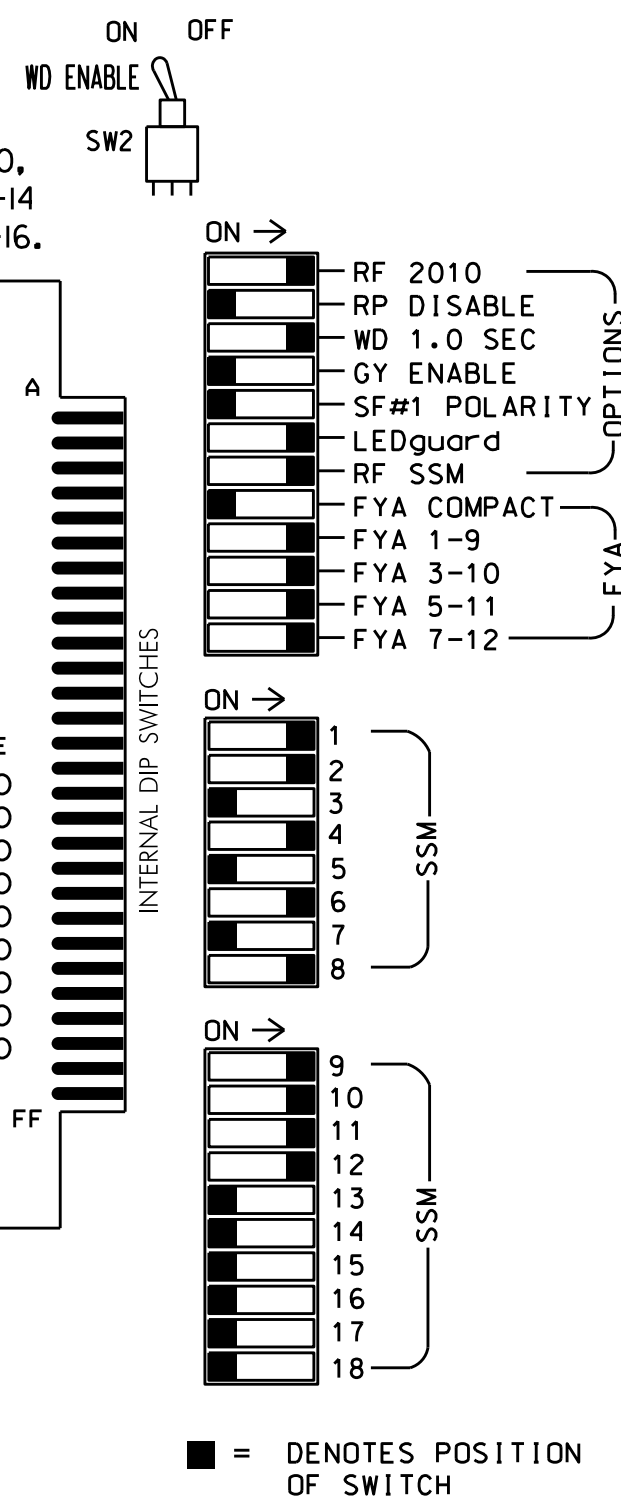 ON OFF
WD ENABLE
SW2
-14
-16.
ON →
RF 2010
RP DISABLE
WD 1.0 SEC
GY ENABLE
SF#1 POLARITY
LEDguard
RF SSM
OPTIONS
FYA COMPACT
FYA 1-9
FYA 3-10
FYA 5-11
FYA 7-12
FYA
A
FF
E
INTERNAL DIP SWITCHES
ON →
1
2
3
4
5
6
7
8
SSM
ON →
9
10
11
12
13
14
15
16
17
18
SSM
= DENOTES POSITION
OF SWITCH